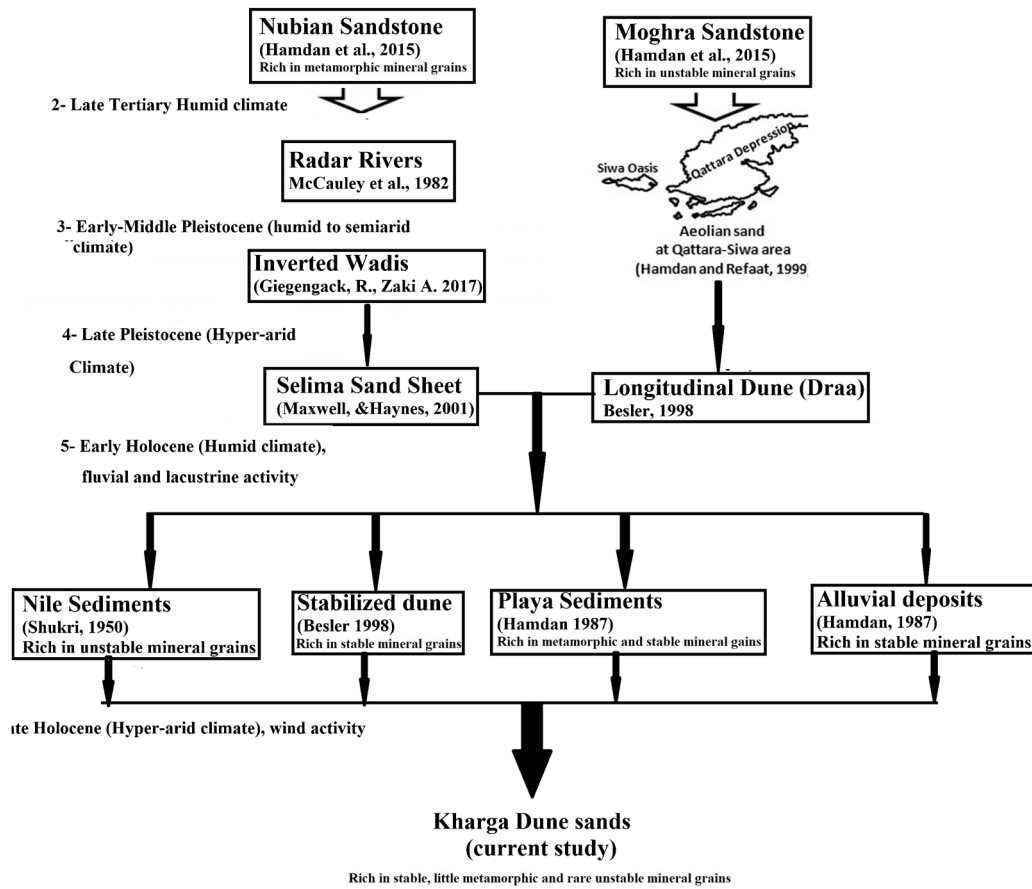 Nubian Sandstone
(Hamdan et al., 2015)
Rich in metamorphic mineral grains
Moghra Sandstone
(Hamdan et al., 2015)
Rich in unstable mineral grains
2- Late Tertiary Humid climate
Radar Rivers
McCauley et al., 1982
Siwa Oasis
Qattara Depression
3- Early-Middle Pleistocene (humid to semiarid
climate)
Aeolian sand
at Qattara-Siwa area
(Hamdan and Refaat, 1999)
Inverted Wadis
(Giegengack, R., Zaki A. 2017)
4- Late Pleistocene (Hyper-arid
Climate)
Selima Sand Sheet
(Maxwell, &Haynes, 2001)
Longitudinal Dune (Draa)
Besler, 1998
5- Early Holocene (Humid climate),
fluvial and lacustrine activity
Nile Sediments
(Shukri, 1950)
Rich in unstable mineral grains
Stabilized dune
(Besler 1998)
Rich in stable mineral grains
Playa Sediments
(Hamdan 1987)
Rich in metamorphic and stable mineral gains
Alluvial deposits
(Hamdan, 1987)
Rich in stable mineral grains
Holocene (Hyper-arid climate), wind activity
Kharga Dune sands
(current study)
Rich in stable, little metamorphic and rare unstable mineral grains